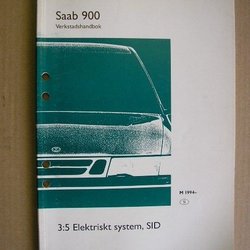 Saab 900
Verkstadshandbok
M 1994-
3:5 Elektriskt system, SID